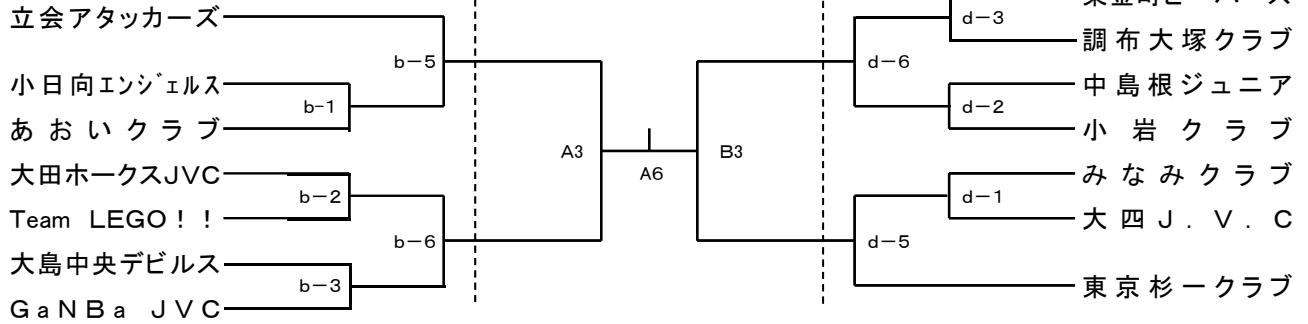 立会アタッカーズ
b-5
小日向エンジェルス
b-1
あおいクラブ
大田ホークスJVC
b-2
Team LEGO!!
b-6
大島中央デビルス
b-3
GaNBa JVC
A3
A6
B3
d-3
調布大塚クラブ
d-6
中島根ジュニア
d-2
小岩クラブ
みなみクラブ
d-1
大四J.V.C
d-5
東京杉一クラブ